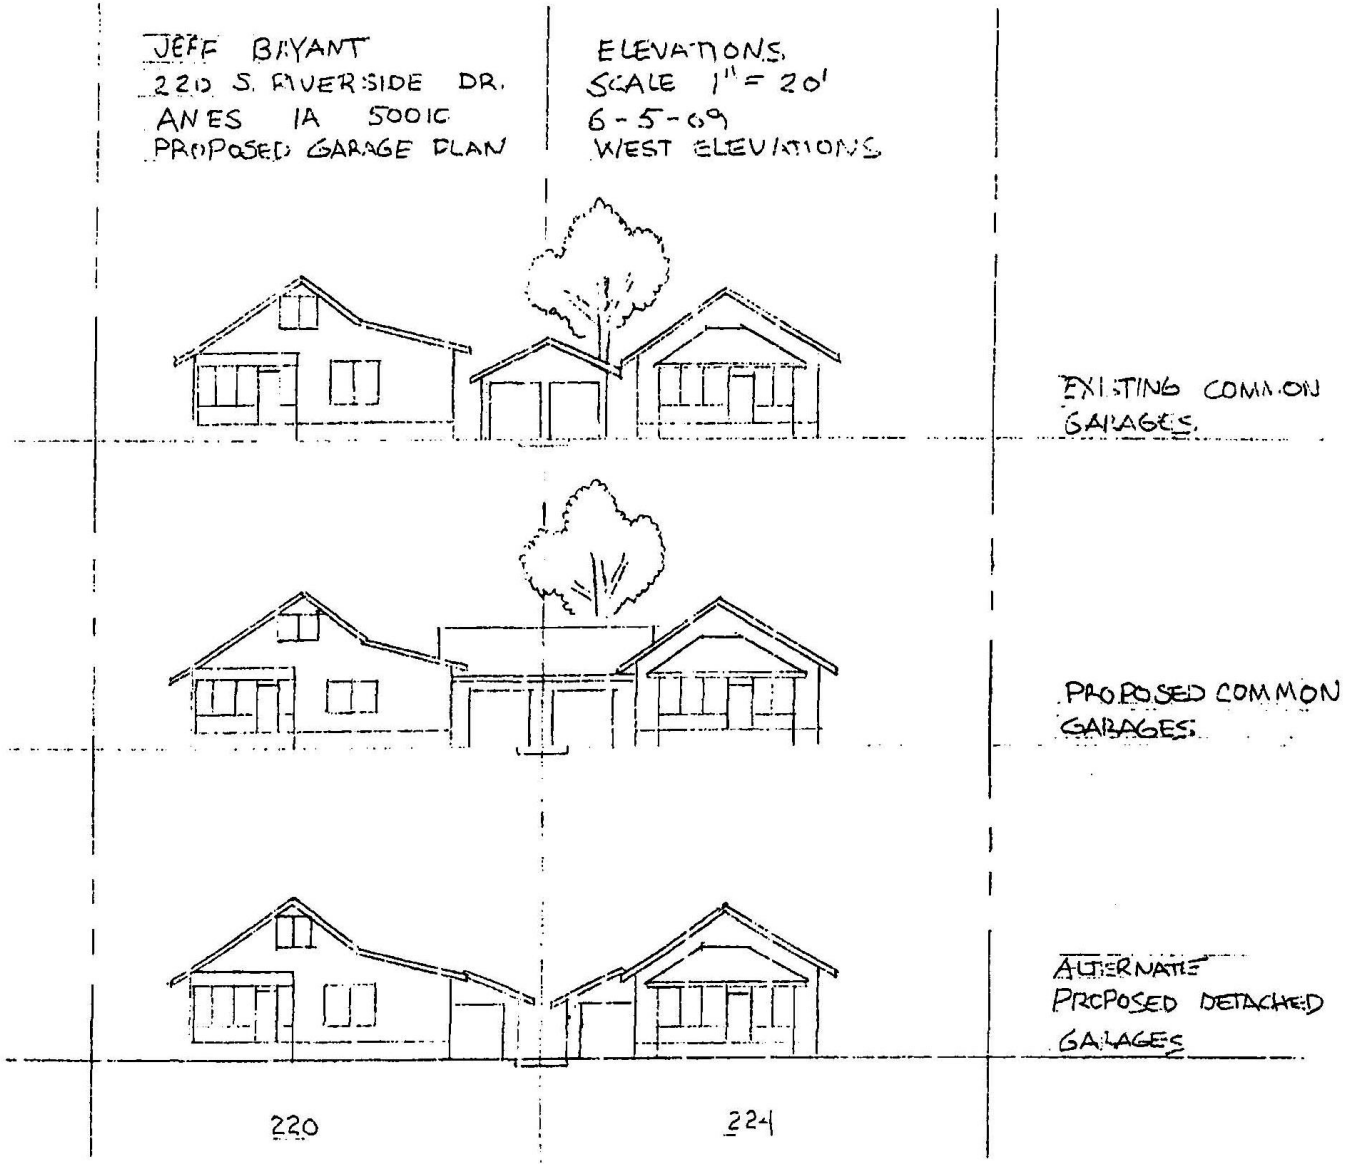 JEFF BRYANT
220 S. RIVERSIDE DR.
AMES IA 50010
PROPOSED GARAGE PLAN
ELEVATIONS
SCALE 1" = 20'
6-5-09
WEST ELEVATIONS
EXISTING COMMON
GARAGES.
PROPOSED COMMON
GARAGES.
ALTERNATE
PROPOSED DETACHED
GARAGES
220
224